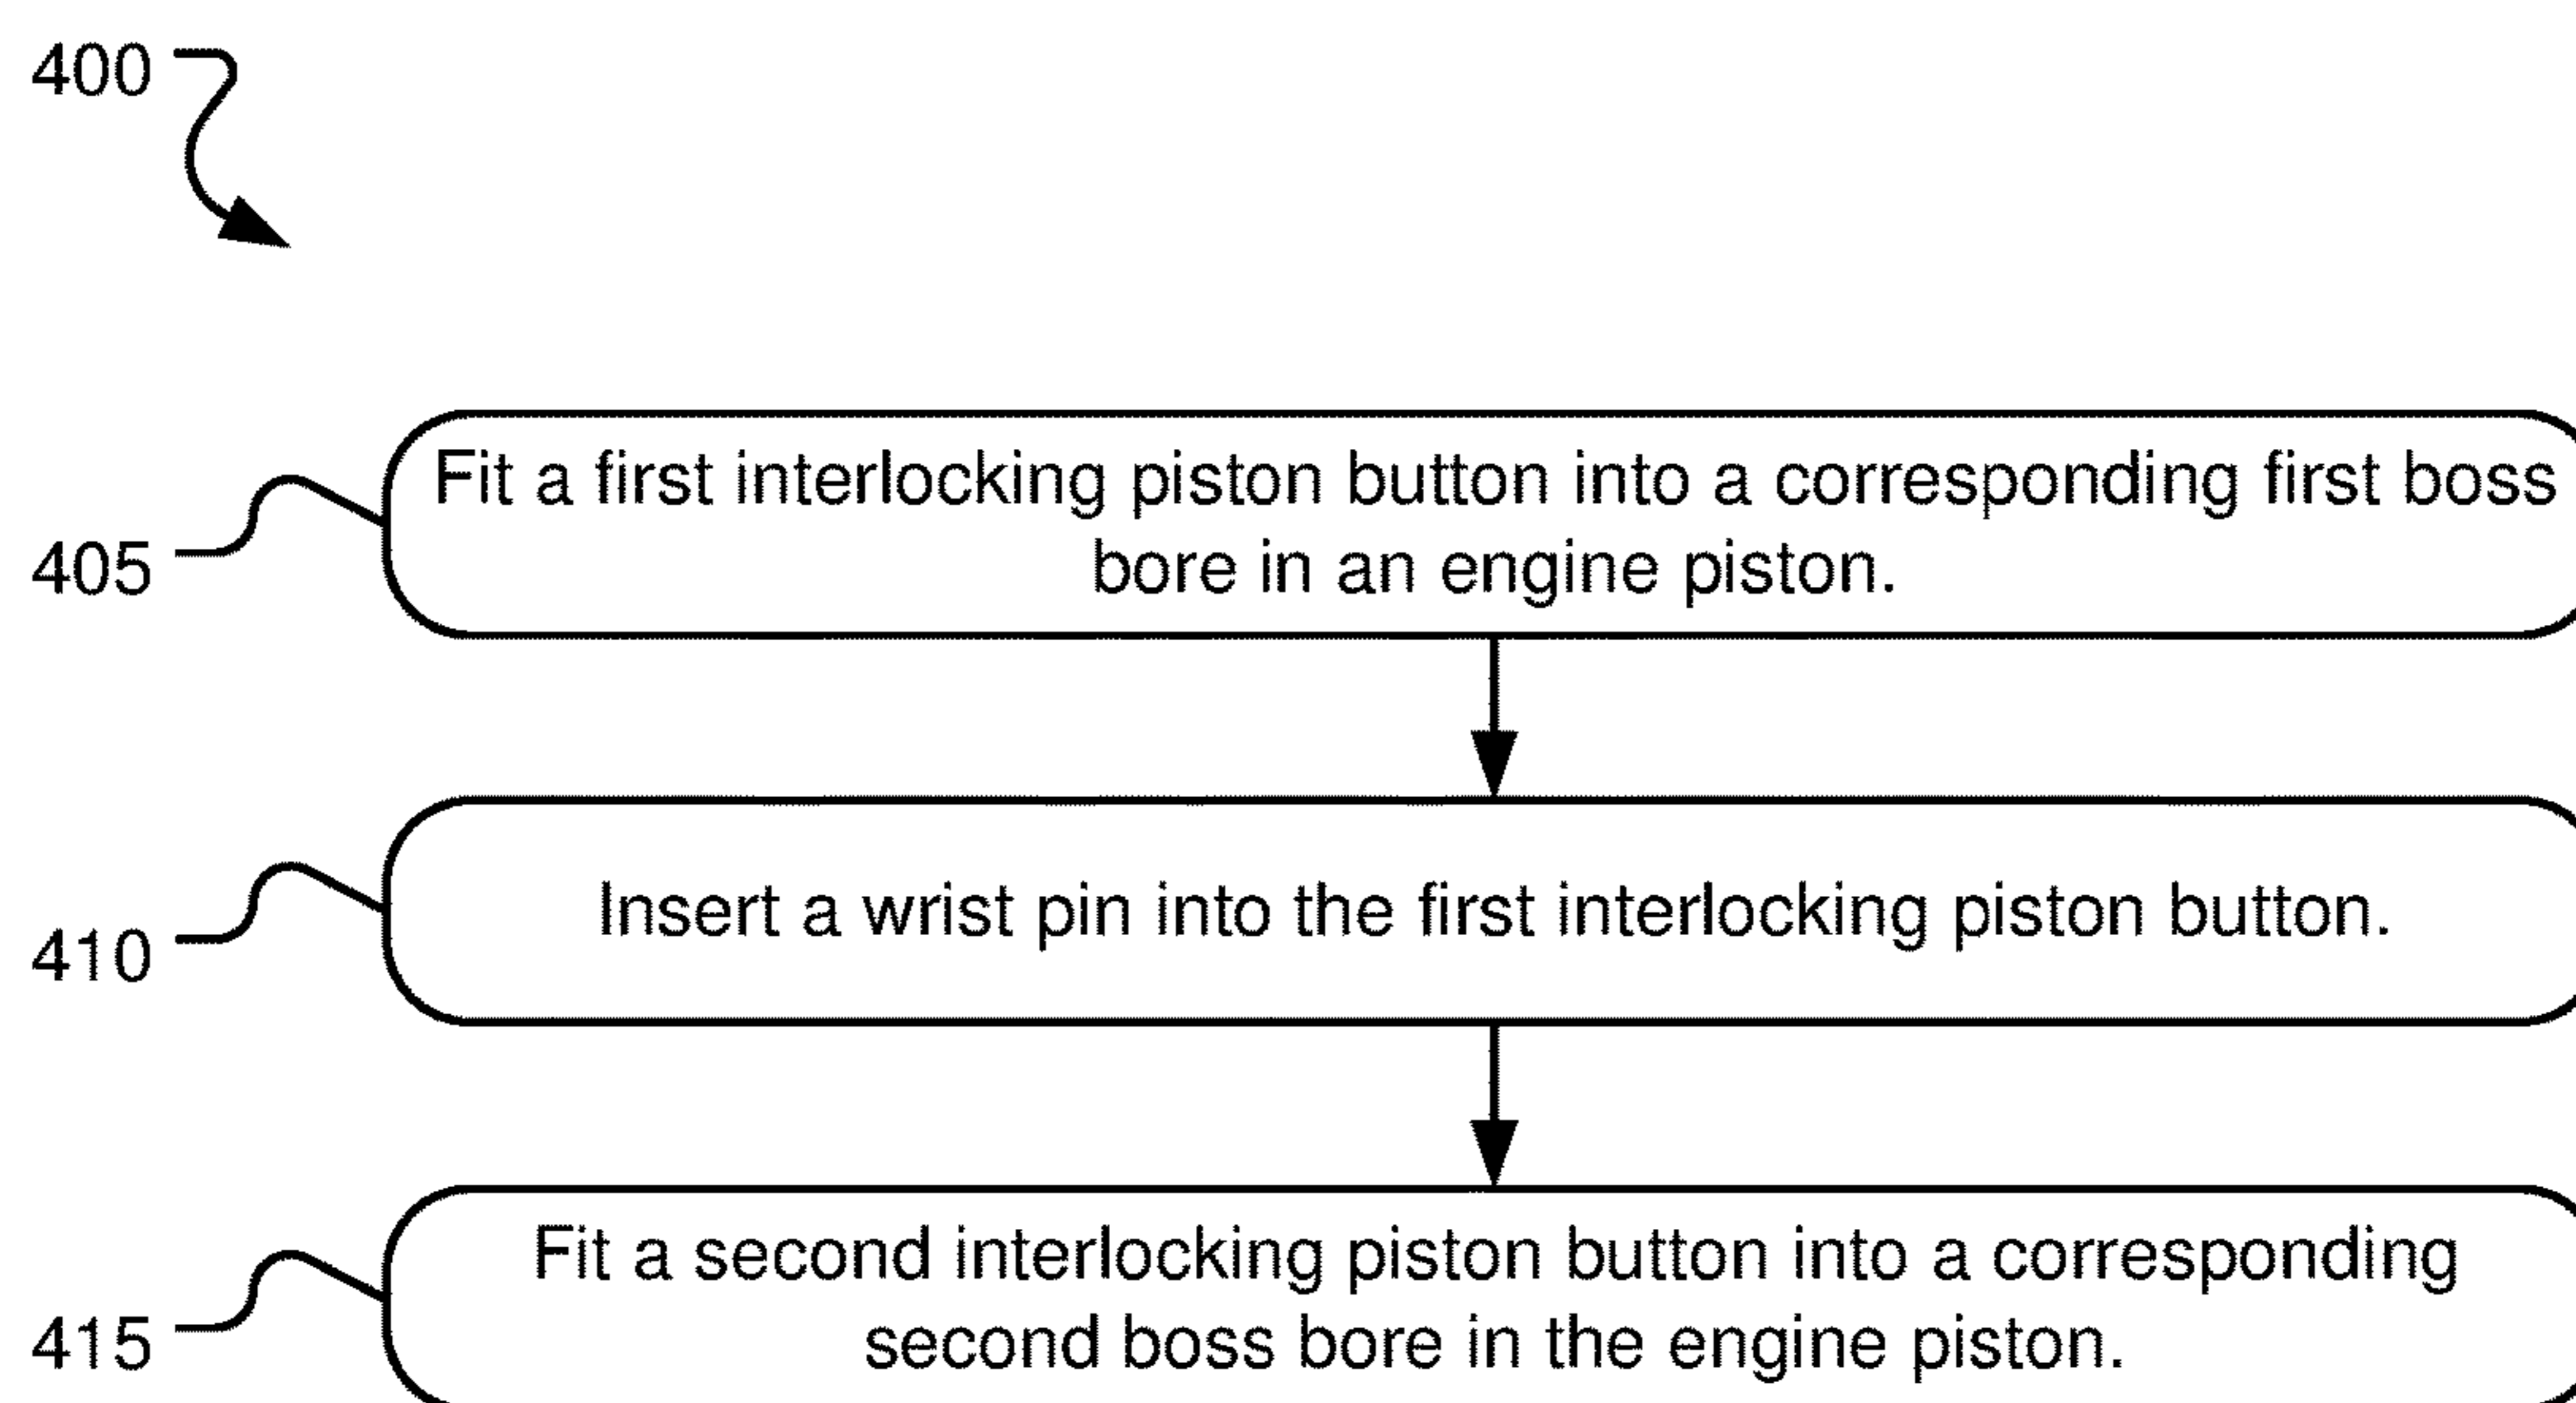 400
405
Fit a first interlocking piston button into a corresponding first boss
bore in an engine piston.
410
Insert a wrist pin into the first interlocking piston button.
415
Fit a second interlocking piston button into a corresponding
second boss bore in the engine piston.